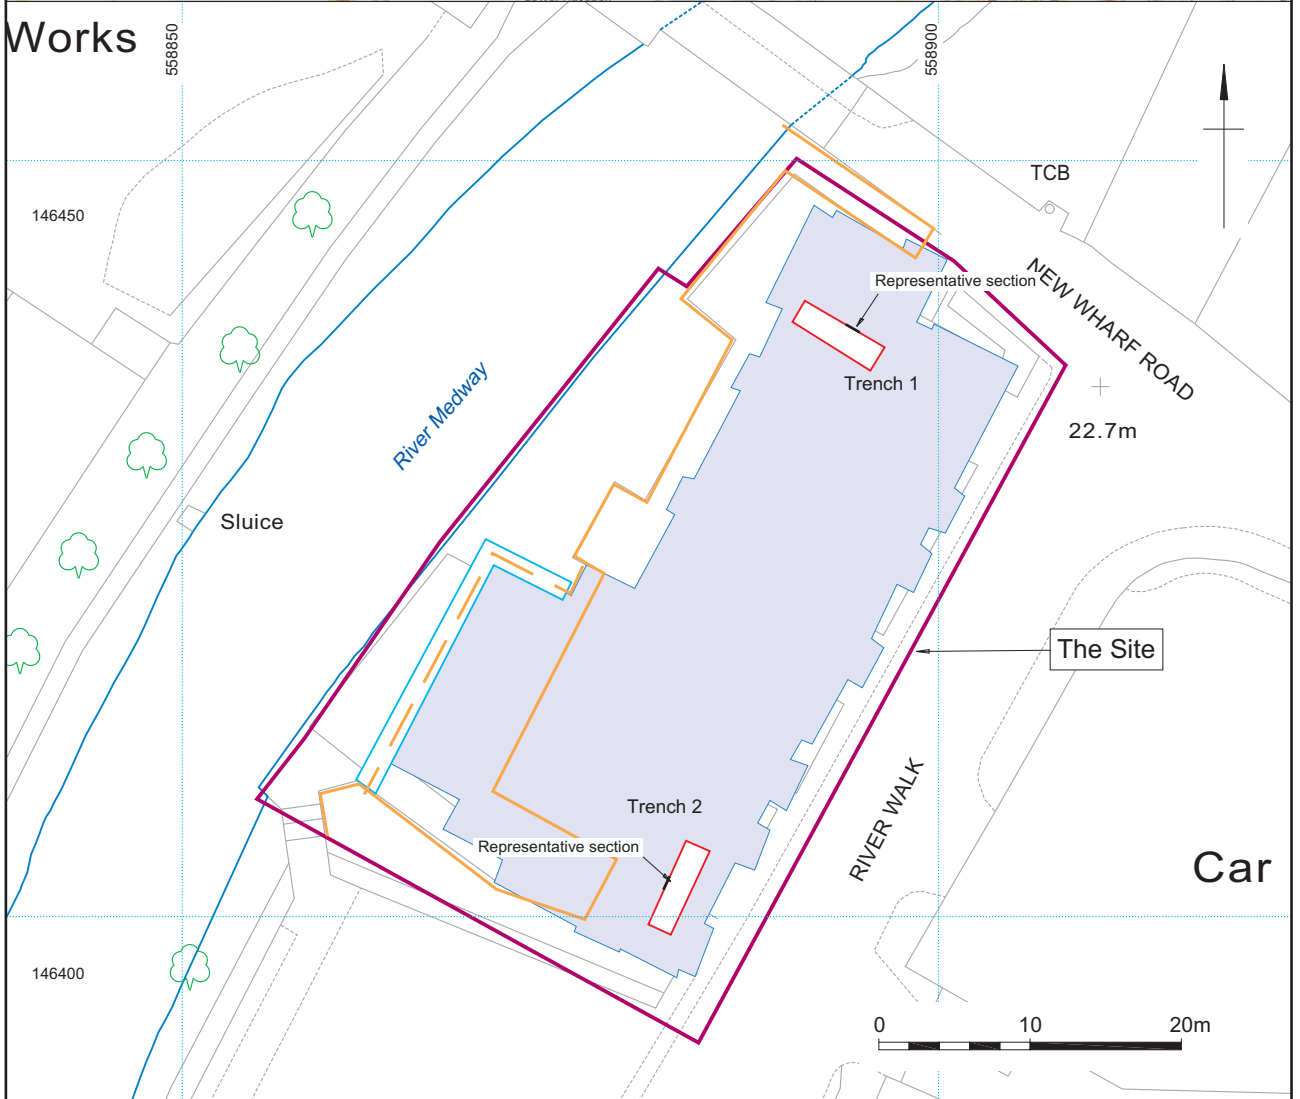 Works
558850
558900
TCB
146450
Representative section
NEW WHARF ROAD
Trench 1
River Medway
22.7m
Sluice
The Site
RIVER WALK
Trench 2
Representative section
Car
146400
0 10 20m